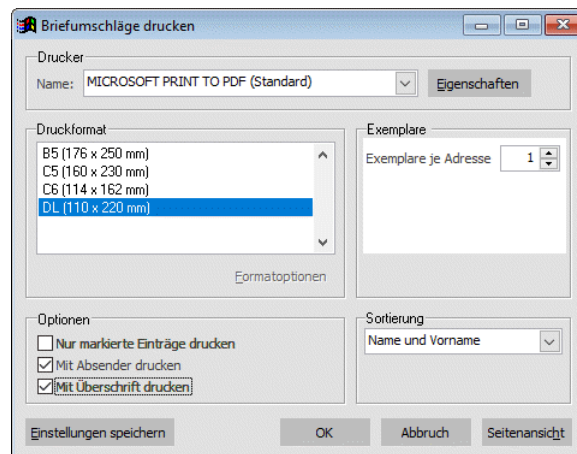 Briefumschläge drucken
Drucker
Name: MICROSOFT PRINT TO PDF (Standard)
Eigenschaften
Druckformat
B5 (176 x 250 mm)
C5 (160 x 230 mm)
C6 (114 x 162 mm)
DL (110 x 220 mm)
Formatoptionen
Exemplare
Exemplare je Adresse 1
Optionen
Nur markierte Einträge drucken
Mit Absender drucken
Mit Überschrift drucken
Sortierung
Name und Vorname
Einstellungen speichern
OK
Abbruch
Seitenansicht